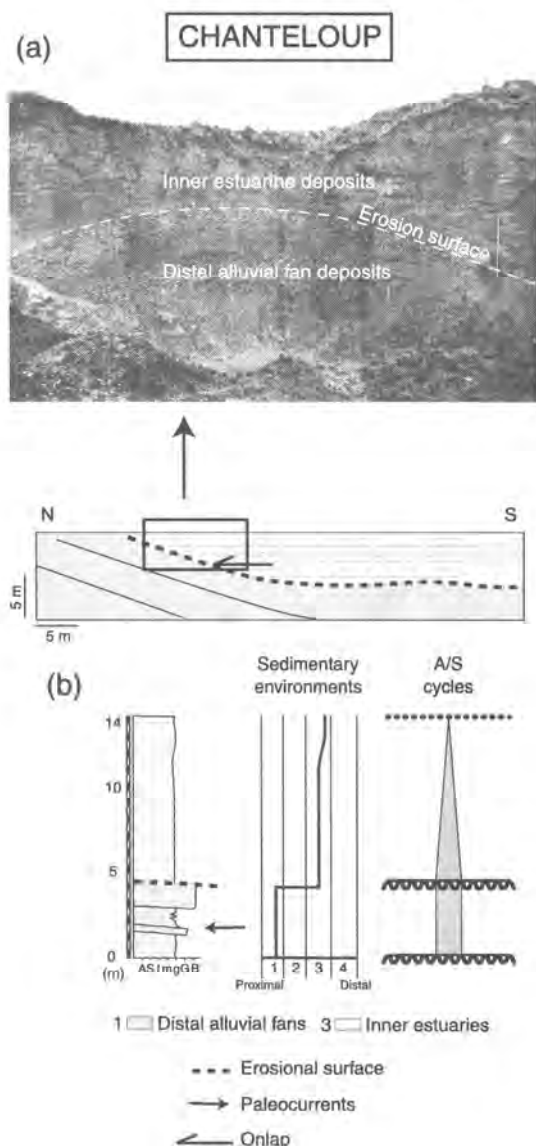 CHANTELOUP
(a)
Inner estuarine deposits
Erosion surface
Distal alluvial fan deposits
N
S
5 m
5 m
(b)
Sedimentary
environments
A/S
cycles
14
10
5
0
(m)
AS f m g G B
1 2 3 4
Proximal
Distal
1 Distal alluvial fans 3 Inner estuaries
Erosional surface
Paleocurrents
Onlap